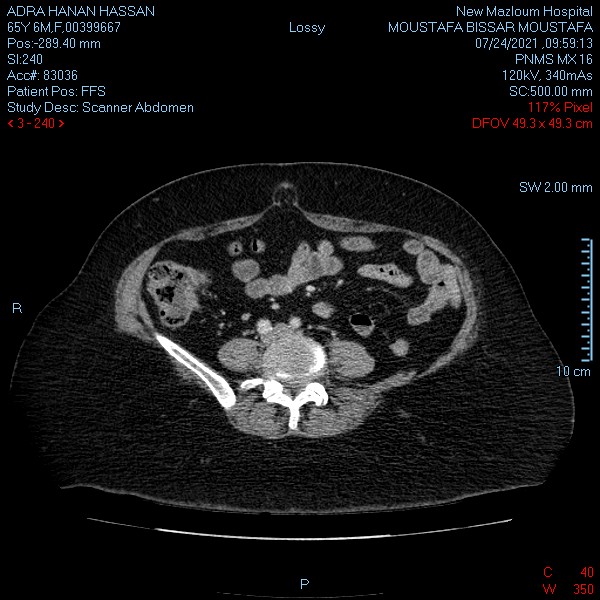 ADRA HANAN HASSAN
65Y 6M,F,00399667
Pos:-289.40 mm
SI:240
Acc#: 83036
Patient Pos: FFS
Study Desc: Scanner Abdomen
< 3 - 240 >
Lossy
New Mazloum Hospital
MOUSTAFA BISSAR MOUSTAFA
07/24/2021 ,09:59:13
PNMS MX 16
120kV, 340mAs
SC:500.00 mm
117% Pixel
DFOV 49.3 x 49.3 cm
SW 2.00 mm
R
10 cm
P
C 40
W 350